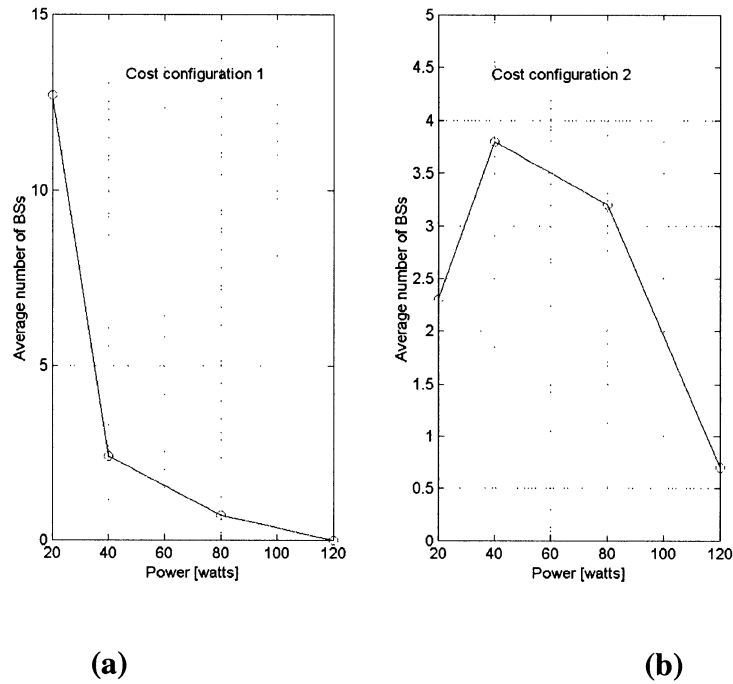 15
10
5
0
Average number of BSs
Cost configuration 1
20 40 60 80 100 120
Power [watts]
5
4.5
4
3.5
3
2.5
2
1.5
1
0.5
0
Average number of BSs
Cost configuration 2
20 40 60 80 100 120
Power [watts]
(a)
(b)